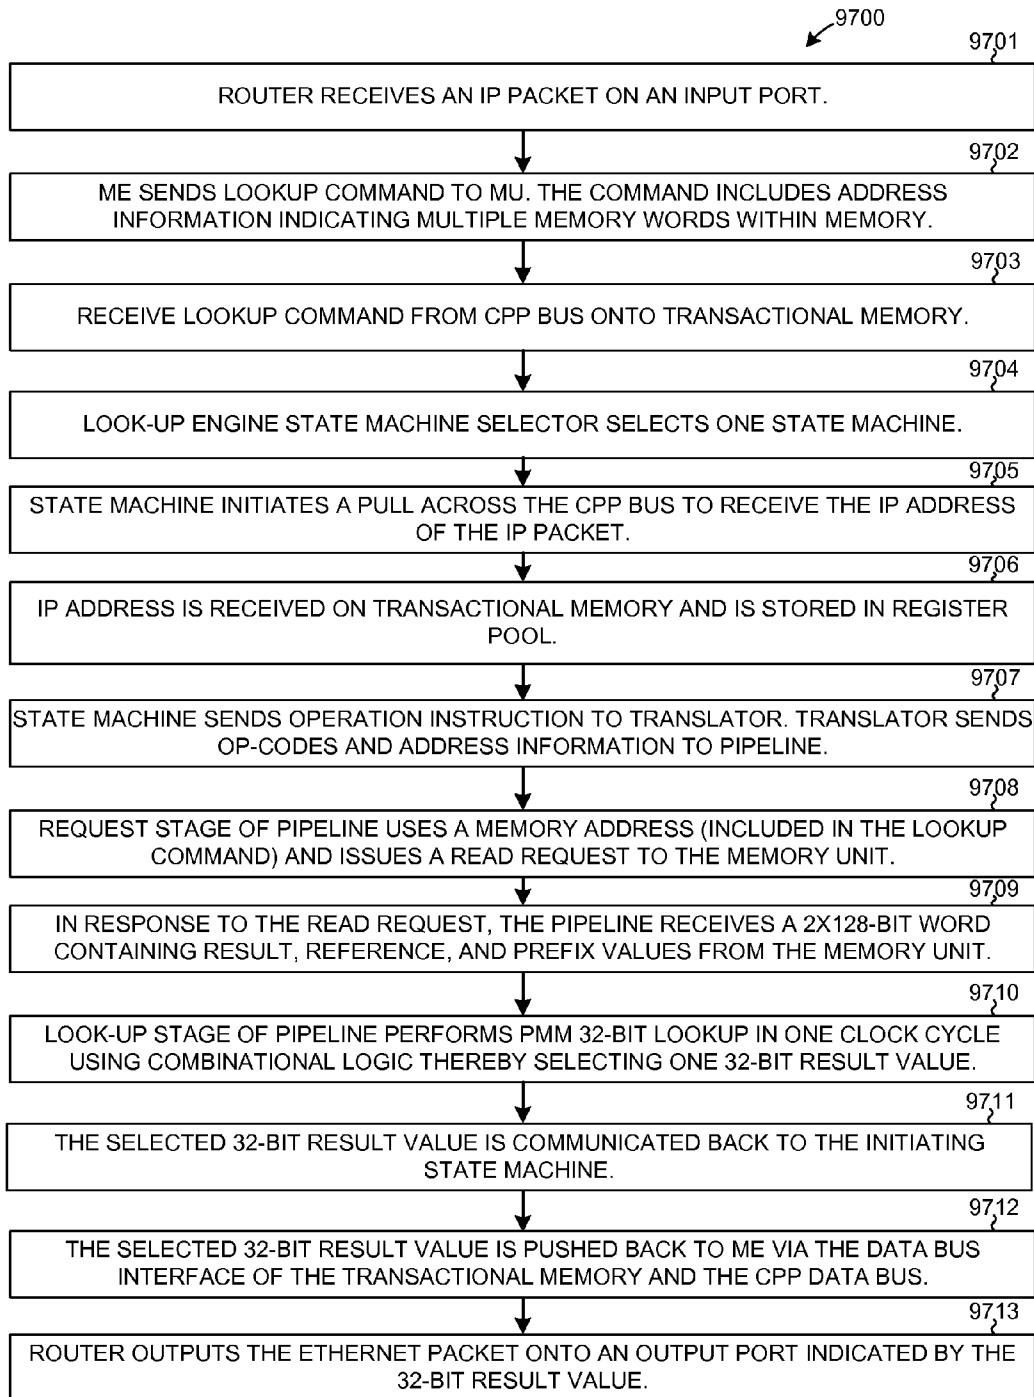 9700
9701
ROUTER RECEIVES AN IP PACKET ON AN INPUT PORT.
9702
ME SENDS LOOKUP COMMAND TO MU. THE COMMAND INCLUDES ADDRESS
INFORMATION INDICATING MULTIPLE MEMORY WORDS WITHIN MEMORY.
9703
RECEIVE LOOKUP COMMAND FROM CPP BUS ONTO TRANSACTIONAL MEMORY.
9704
LOOK-UP ENGINE STATE MACHINE SELECTOR SELECTS ONE STATE MACHINE.
9705
STATE MACHINE INITIATES A PULL ACROSS THE CPP BUS TO RECEIVE THE IP ADDRESS
OF THE IP PACKET.
9706
IP ADDRESS IS RECEIVED ON TRANSACTIONAL MEMORY AND IS STORED IN REGISTER
POOL.
9707
STATE MACHINE SENDS OPERATION INSTRUCTION TO TRANSLATOR. TRANSLATOR SENDS
OP-CODES AND ADDRESS INFORMATION TO PIPELINE.
9708
REQUEST STAGE OF PIPELINE USES A MEMORY ADDRESS (INCLUDED IN THE LOOKUP
COMMAND) AND ISSUES A READ REQUEST TO THE MEMORY UNIT.
9709
IN RESPONSE TO THE READ REQUEST, THE PIPELINE RECEIVES A 2X128-BIT WORD
CONTAINING RESULT, REFERENCE, AND PREFIX VALUES FROM THE MEMORY UNIT.
9710
LOOK-UP STAGE OF PIPELINE PERFORMS PMM 32-BIT LOOKUP IN ONE CLOCK CYCLE
USING COMBINATIONAL LOGIC THEREBY SELECTING ONE 32-BIT RESULT VALUE.
9711
THE SELECTED 32-BIT RESULT VALUE IS COMMUNICATED BACK TO THE INITIATING
STATE MACHINE.
9712
THE SELECTED 32-BIT RESULT VALUE IS PUSHED BACK TO ME VIA THE DATA BUS
INTERFACE OF THE TRANSACTIONAL MEMORY AND THE CPP DATA BUS.
9713
ROUTER OUTPUTS THE ETHERNET PACKET ONTO AN OUTPUT PORT INDICATED BY THE
32-BIT RESULT VALUE.